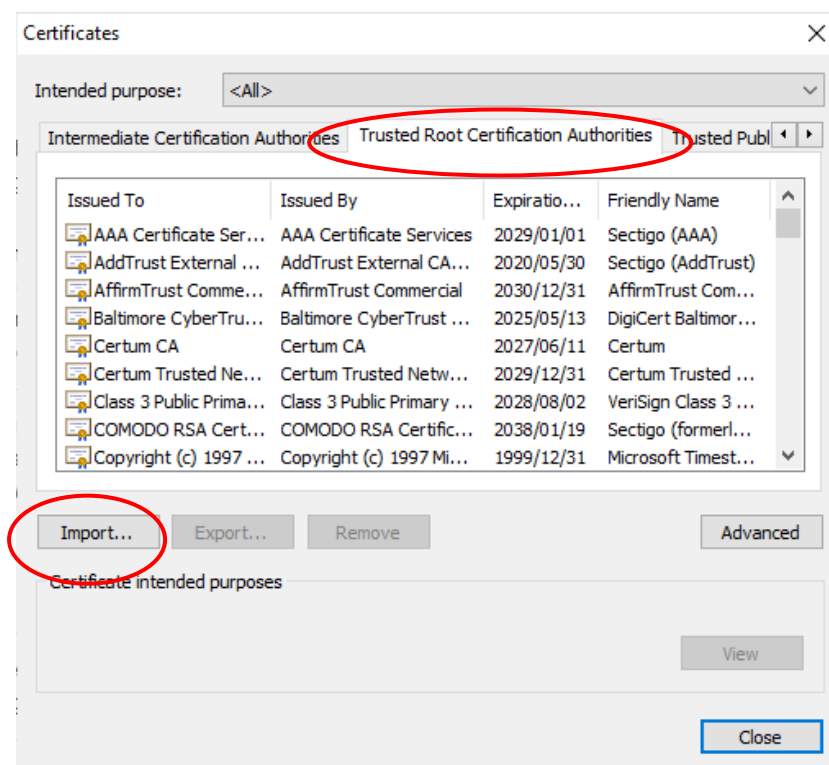 Certificates
Intended purpose: <All>
Intermediate Certification Authorities Trusted Root Certification Authorities Trusted Publ
Issued To Issued By Expiratio... Friendly Name
AAA Certificate Ser... AAA Certificate Services 2029/01/01 Sectigo (AAA)
AddTrust External ... AddTrust External CA... 2020/05/30 Sectigo (AddTrust)
AffirmTrust Comme... AffirmTrust Commercial 2030/12/31 AffirmTrust Com...
Baltimore CyberTru... Baltimore CyberTrust ... 2025/05/13 DigiCert Baltimor...
Certum CA Certum CA 2027/06/11 Certum
Certum Trusted Ne... Certum Trusted Netw... 2029/12/31 Certum Trusted ...
Class 3 Public Prima... Class 3 Public Primary ... 2028/08/02 VeriSign Class 3 ...
COMODO RSA Cert... COMODO RSA Certific... 2038/01/19 Sectigo (formerl...
Copyright (c) 1997 ... Copyright (c) 1997 Mi... 1999/12/31 Microsoft Timest...
Import... Export... Remove Advanced
Certificate intended purposes
View
Close